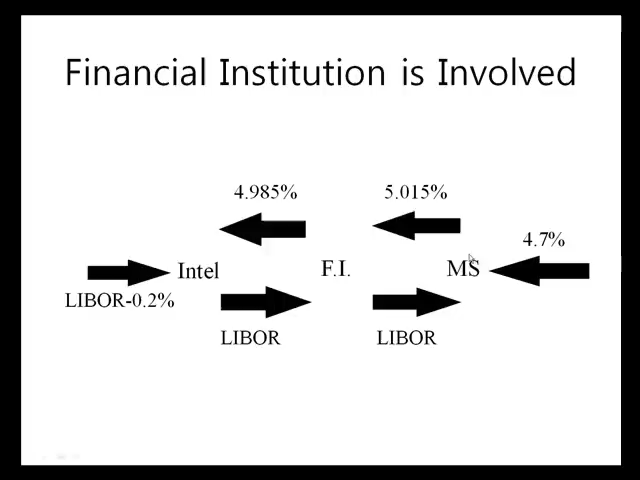 Financial Institution is Involved
4.985%
5.015%
4.7%
Intel
F.I.
MS
LIBOR-0.2%
LIBOR
LIBOR